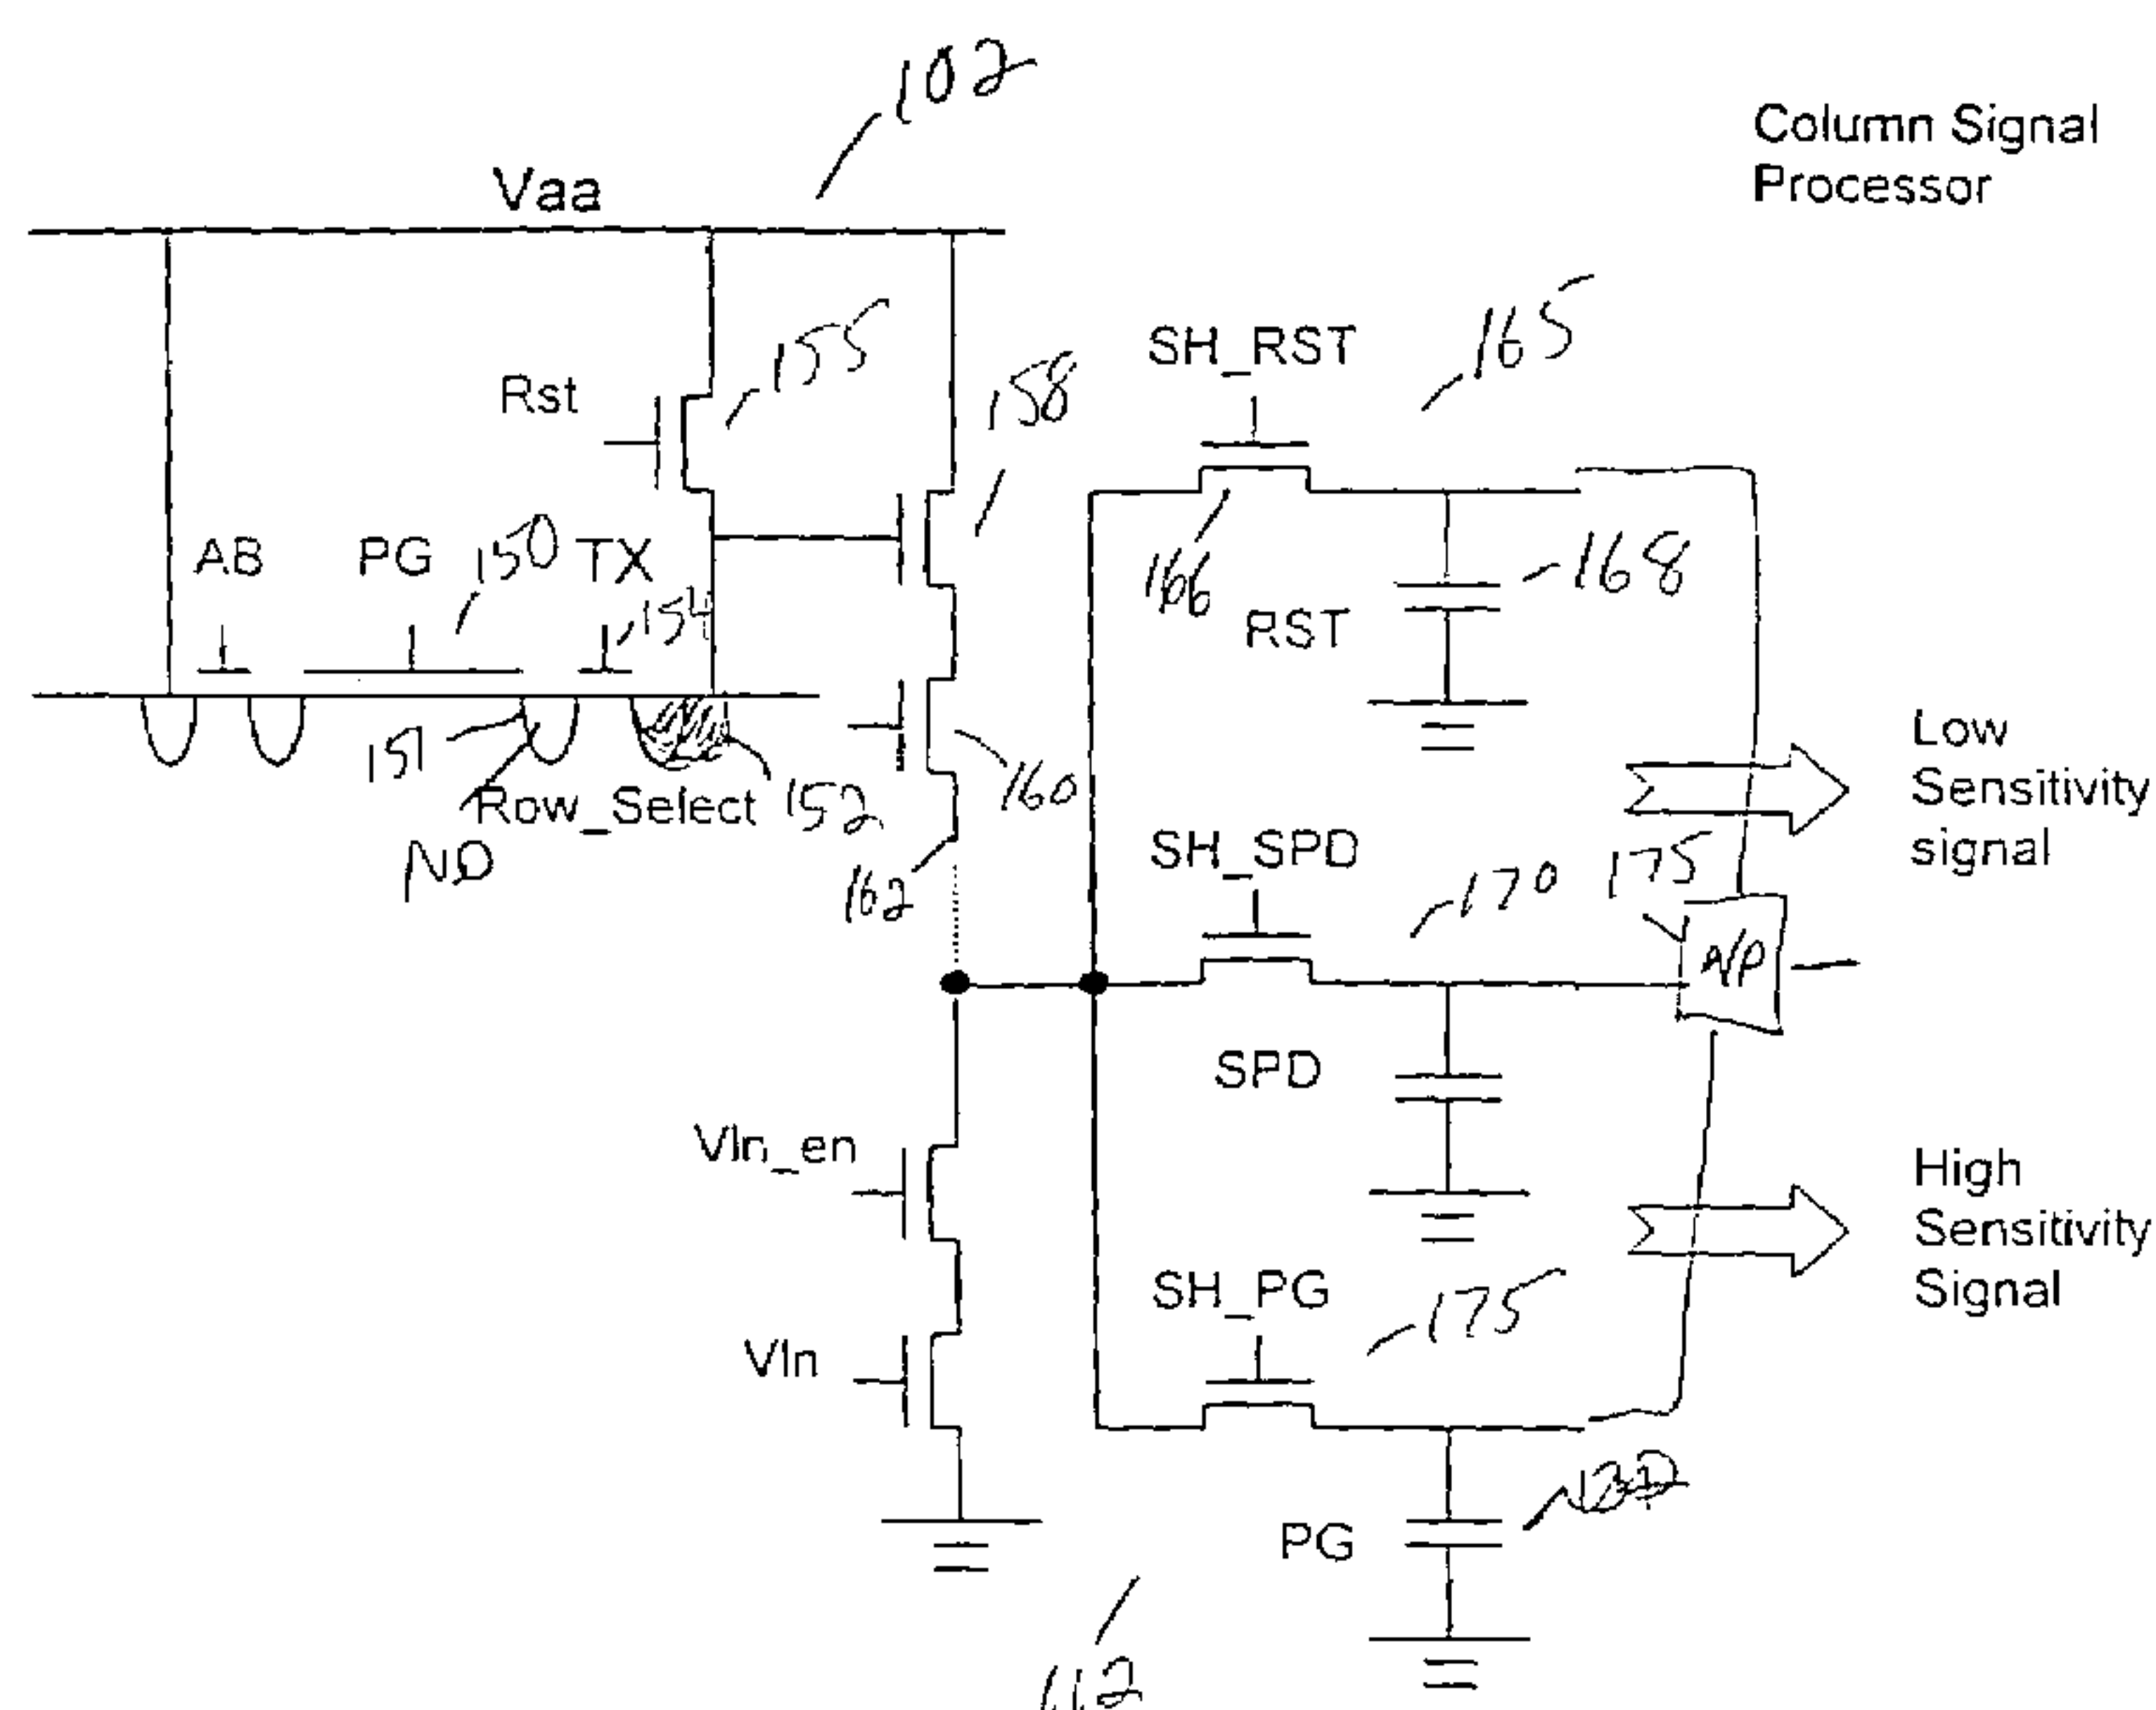 102
Column Signal
Processor
Vaa
SH_RST
165
Rst
155
158
AB
PG
150
TX
154
166
168
RST
151
Row_Select
152
160
Low
Sensitivity
signal
162
SH_SPD
170
175
A/D
SPD
Vln_en
High
Sensitivity
Signal
SH_PG
175
Vln
PG
112